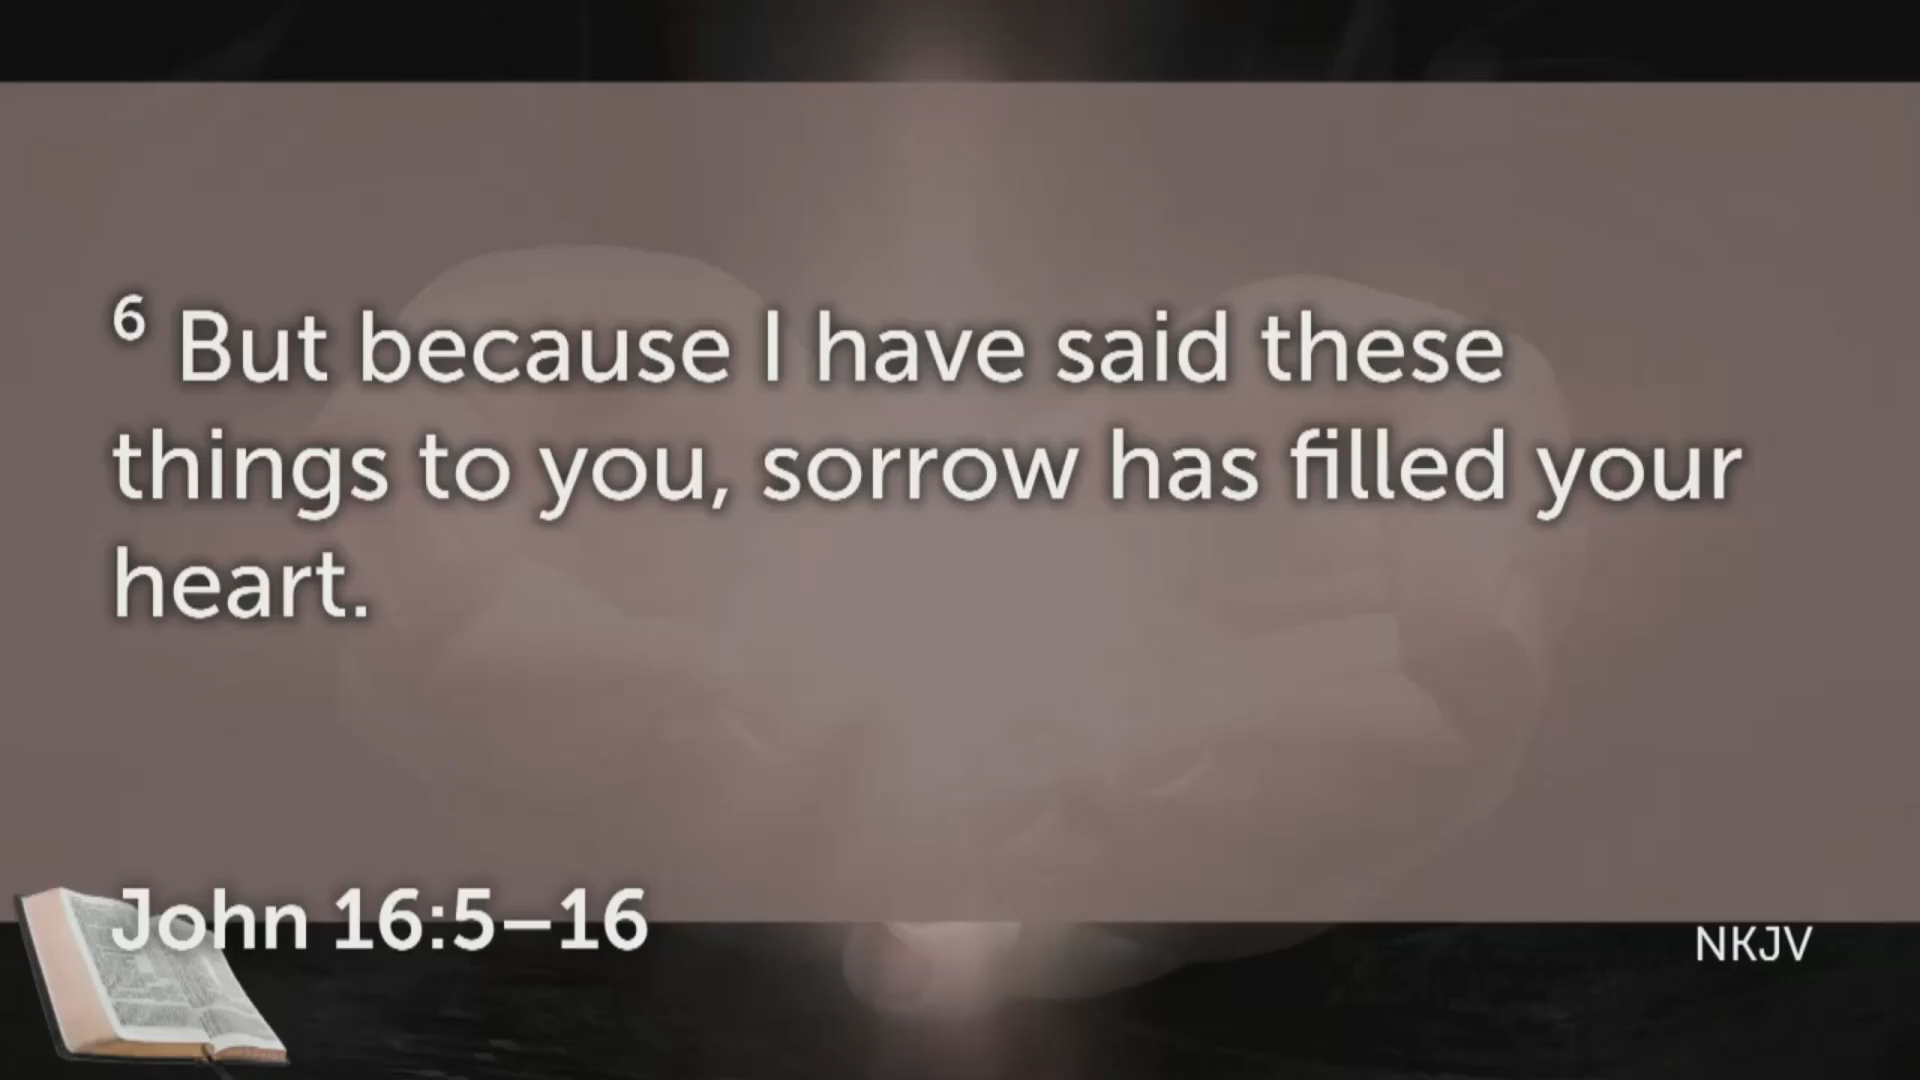 6 But because I have said these
things to you, sorrow has filled your
heart.
John 16:5–16
NKJV